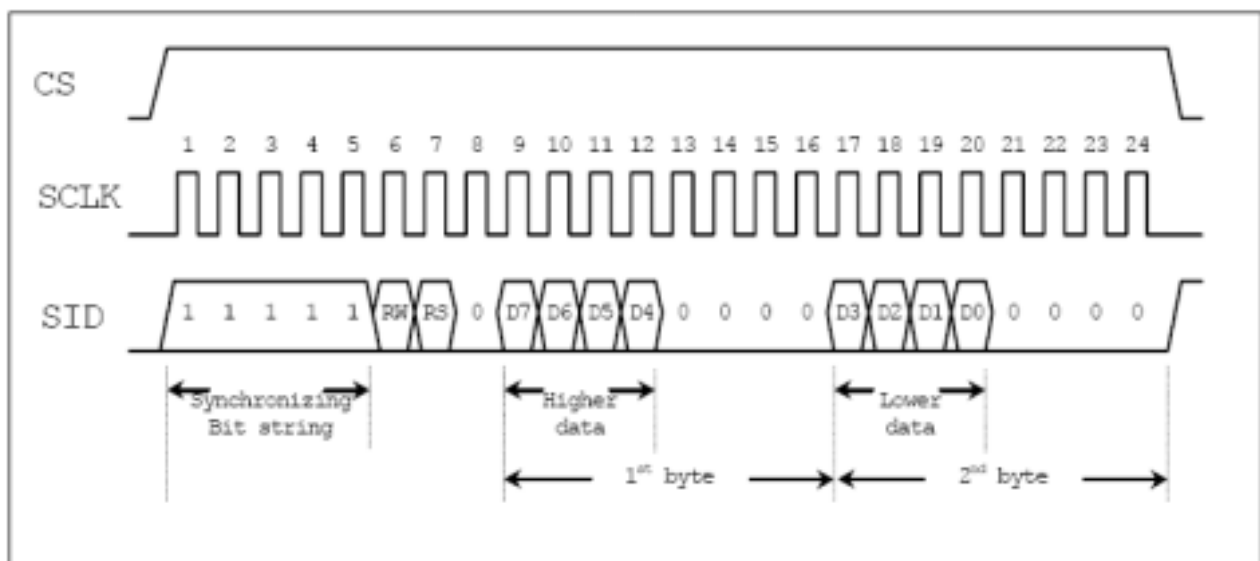 CS
1 2 3 4 5 6 7 8 9 10 11 12 13 14 15 16 17 18 19 20 21 22 23 24
SCLK
SID
1 1 1 1 1 RW RS 0 D7 D6 D5 D4 0 0 0 0 D3 D2 D1 D0 0 0 0 0
Synchronizing
Bit string
Higher
data
Lower
data
1st byte
2nd byte